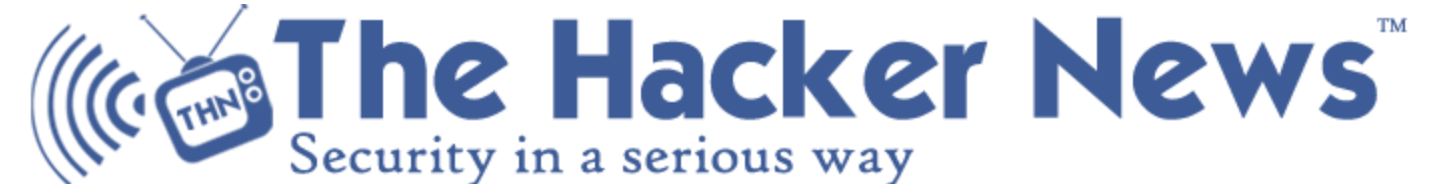 THN
The Hacker News™
Security in a serious way